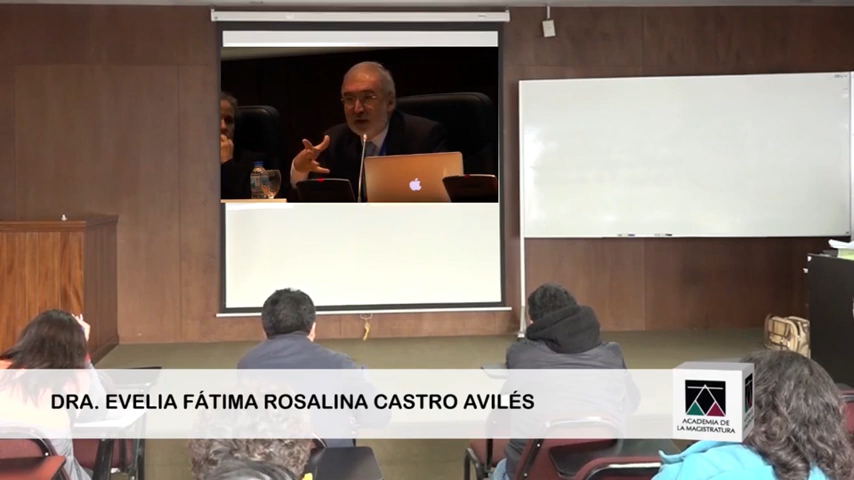 DRA. EVELIA FÁTIMA ROSALINA CASTRO AVILÉS
ACADEMIA DE
LA MAGISTRATURA